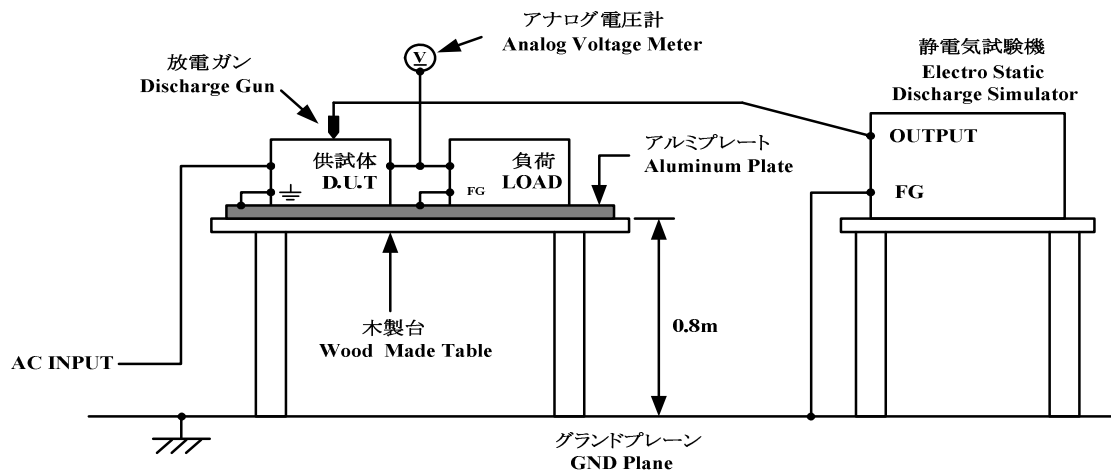 アナログ電圧計
Analog Voltage Meter
V
放電ガン
Discharge Gun
静電気試験機
Electro Static
Discharge Simulator
OUTPUT
FG
供試体
D.U.T
負荷
LOAD
FG
アルミプレート
Aluminum Plate
木製台
Wood Made Table
0.8m
AC INPUT
グランドプレーン
GND Plane